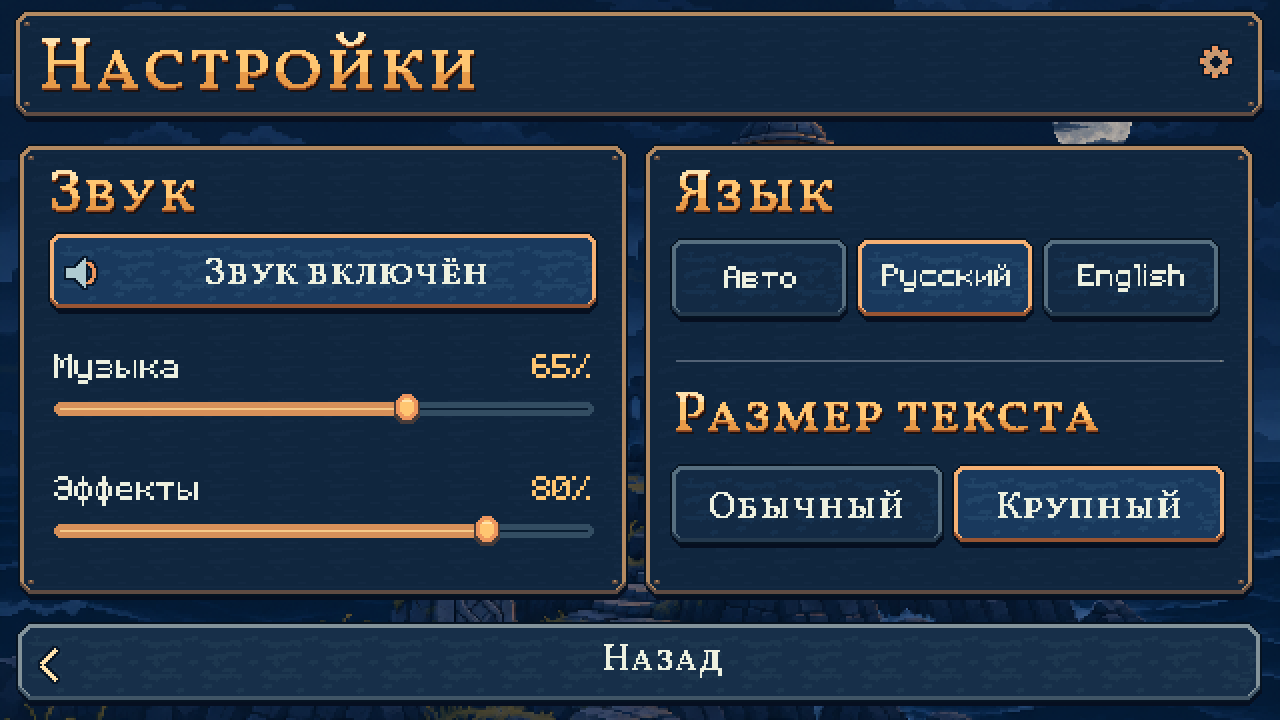 Настройки
Звук
Звук включён
Музыка 65%
Эффекты 80%
Язык
Авто Русский English
Размер текста
Обычный Крупный
Назад